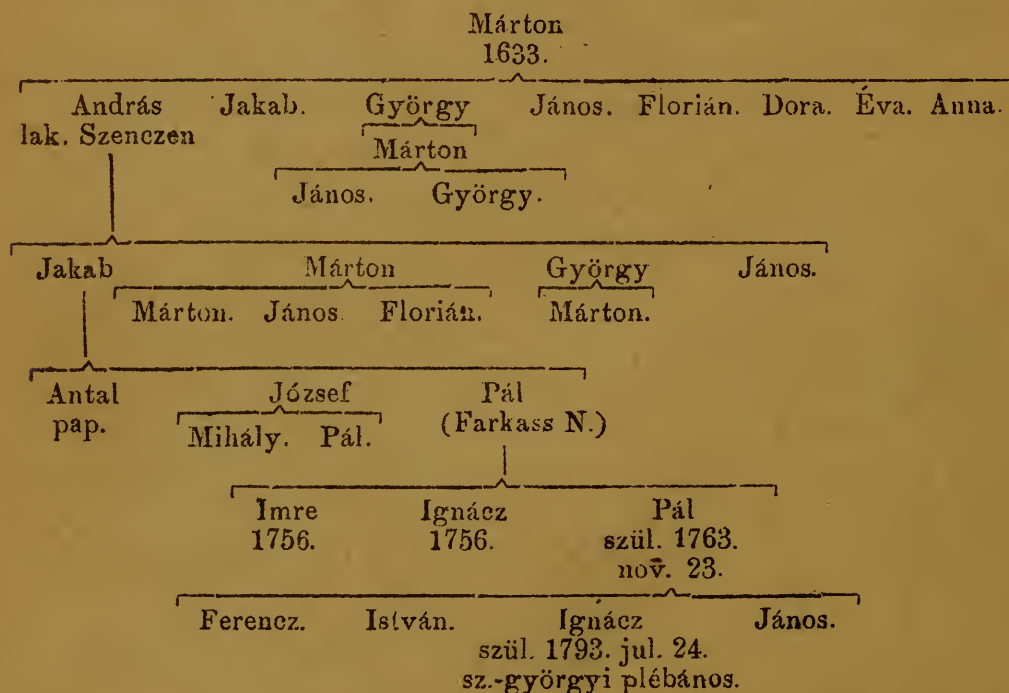 Márton
1633.
András Jakab. György János. Florián. Dora. Éva. Anna.
lak. Szenczen
Márton
János. György.
Jakab Márton György János.
Márton. János Florián. Márton.
Antal József Pál
pap. (Farkass N.)
Mihály. Pál.
Imre Ignácz Pál
1756. 1756. szül. 1763.
nov. 23.
Ferencz. István. Ignácz János.
szül. 1793. jul. 24.
sz.-györgyi plébános.